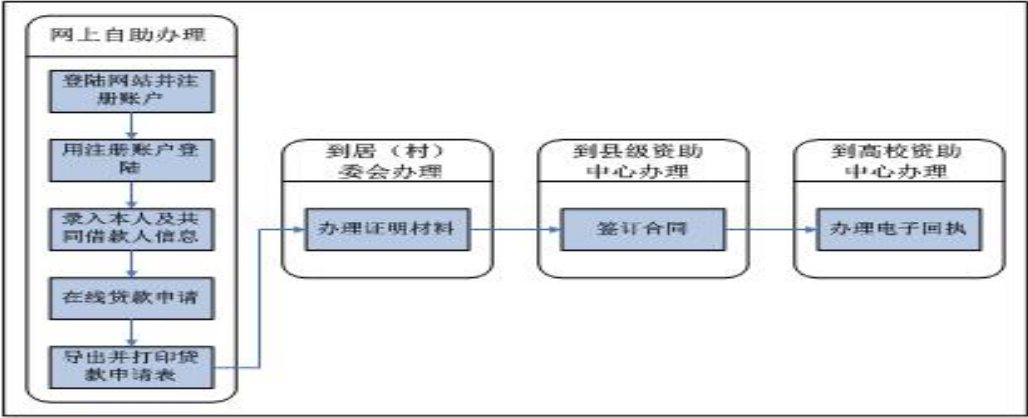 网上自助办理
登陆网站并注
册账户
用注册账户登
陆
录入本人及共
同借款人信息
在线贷款申请
导出并打印贷
款申请表
到居（村）
委会办理
办理证明材料
到县级资助
中心办理
签订合同
到高校资助
中心办理
办理电子回执